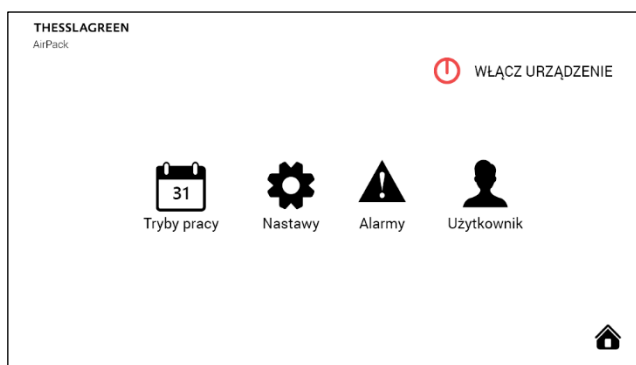 THESSLAGREEN
AirPack
WŁĄCZ URZĄDZENIE
31
Tryby pracy Nastawy Alarmy Użytkownik